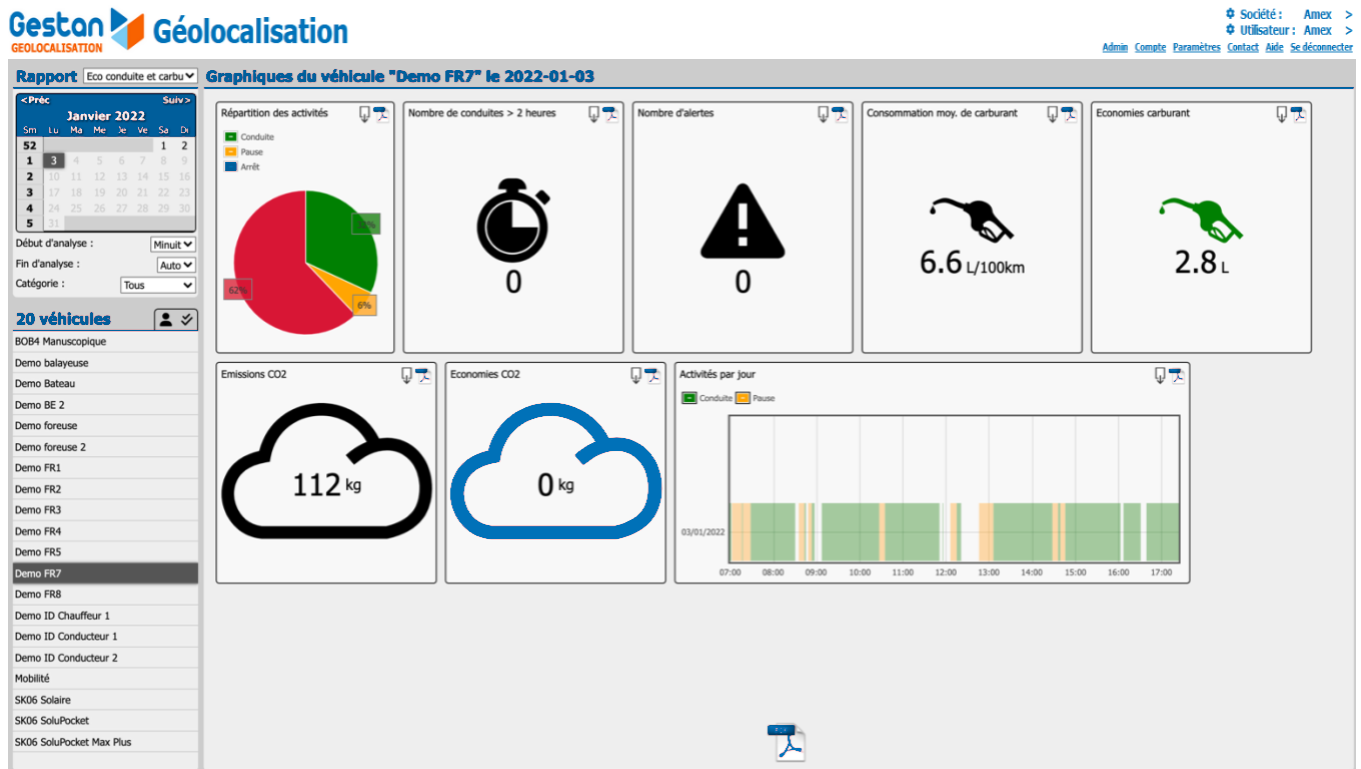 Gestan
GEOLOCALISATION
Géolocalisation
Société : Amex >
Utilisateur : Amex >
Admin Compte Paramètres Contact Aide Se déconnecter
Rapport Eco conduite et carbu
Graphiques du véhicule "Demo FR7" le 2022-01-03
<Préc Suiv>
Janvier 2022
Sm Lu Ma Me Je Ve Sa Di
52 1 2
1 3 4 5 6 7 8 9
2 10 11 12 13 14 15 16
3 17 18 19 20 21 22 23
4 24 25 26 27 28 29 30
5 31
Début d'analyse : Minuit
Fin d'analyse : Auto
Catégorie : Tous
20 véhicules
BOB4 Manuscopique
Demo balayeuse
Demo Bateau
Demo BE 2
Demo foreuse
Demo foreuse 2
Demo FR1
Demo FR2
Demo FR3
Demo FR4
Demo FR5
Demo FR7
Demo FR8
Demo ID Chauffeur 1
Demo ID Conducteur 1
Demo ID Conducteur 2
Mobilité
SK06 Solaire
SK06 SoluPocket
SK06 SoluPocket Max Plus
Répartition des activités
Conduite
Pause
Arrêt
62%
6%
Nombre de conduites > 2 heures
0
Nombre d'alertes
0
Consommation moy. de carburant
6.6 L/100km
Economies carburant
2.8 L
Emissions CO2
112 kg
Economies CO2
0 kg
Activités par jour
Conduite Pause
03/01/2022
07:00 08:00 09:00 10:00 11:00 12:00 13:00 14:00 15:00 16:00 17:00